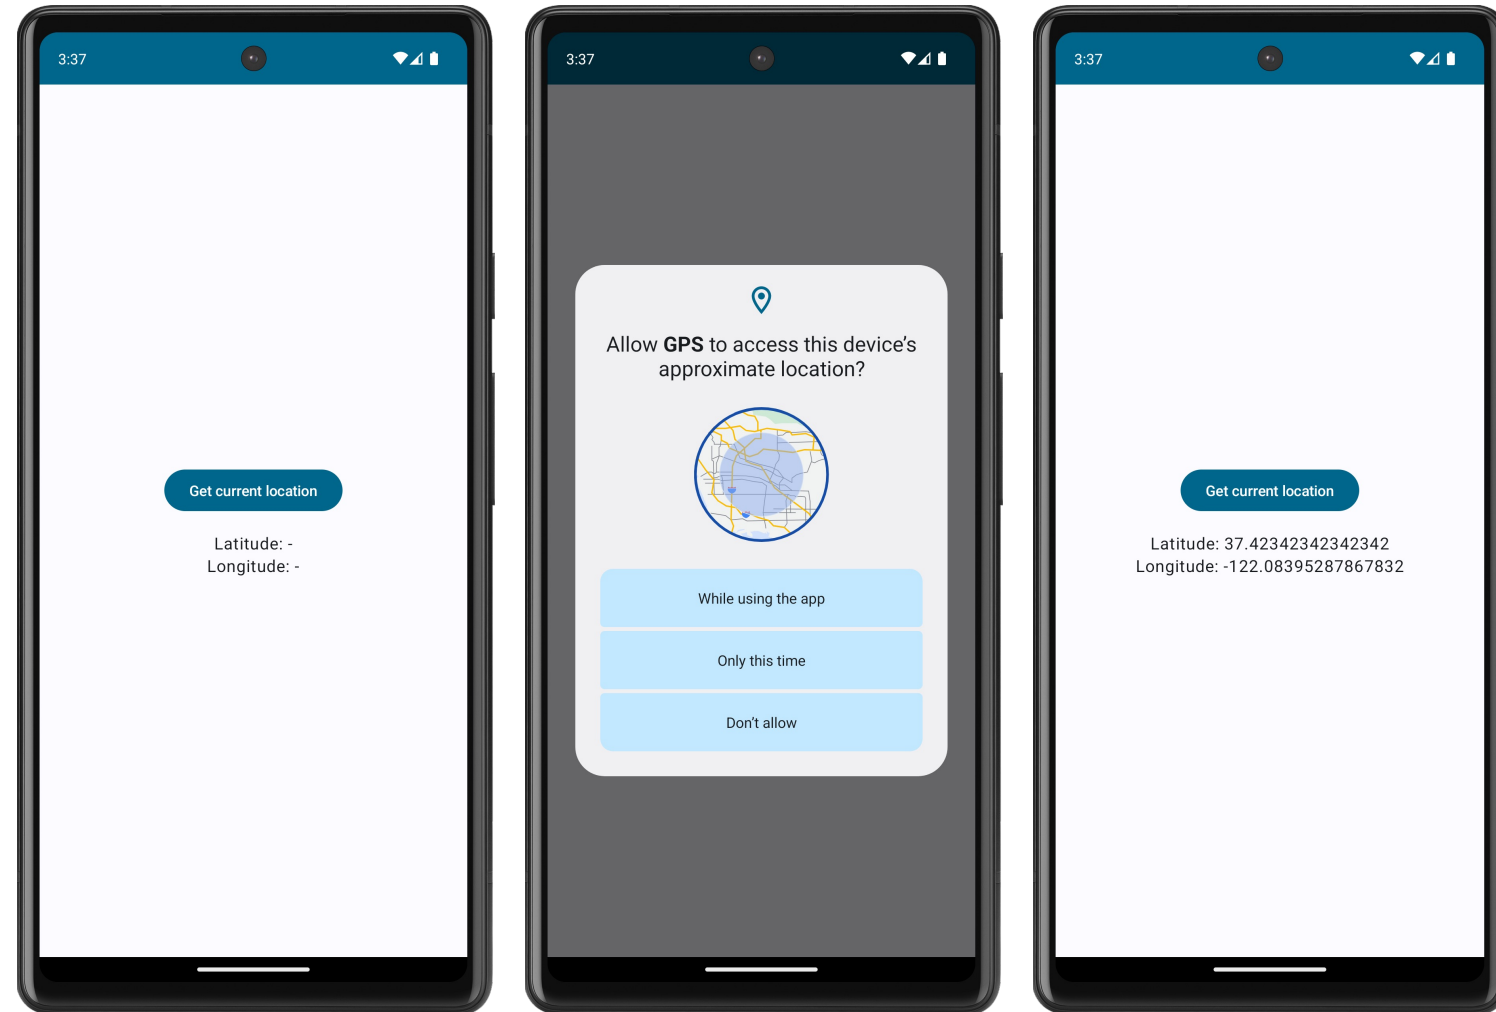 3:37
Get current location
Latitude: -
Longitude: -
3:37
Allow GPS to access this device's
approximate location?
While using the app
Only this time
Don't allow
3:37
Get current location
Latitude: 37.42342342342342
Longitude: -122.08395287867832